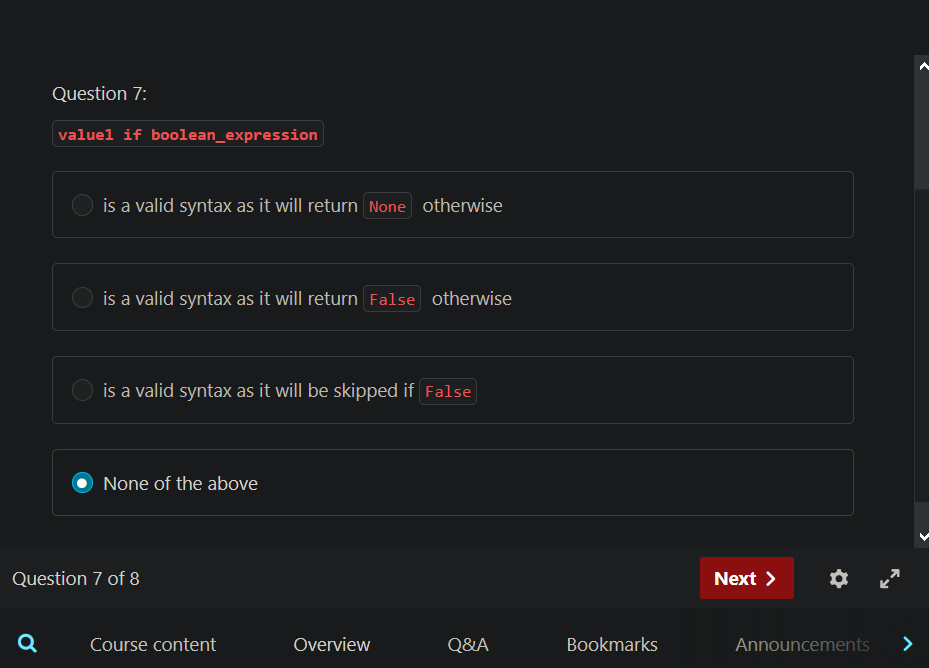 Question 7:
value1 if boolean_expression
is a valid syntax as it will return None otherwise
is a valid syntax as it will return False otherwise
is a valid syntax as it will be skipped if False
None of the above
Question 7 of 8
Next
Course content
Overview
Q&A
Bookmarks
Announcements